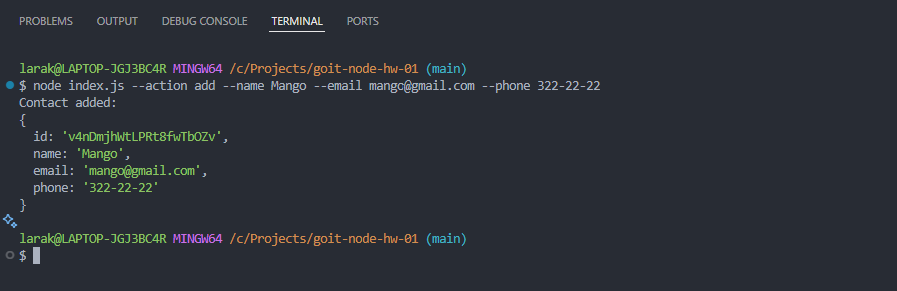 PROBLEMS OUTPUT DEBUG CONSOLE TERMINAL PORTS
larak@LAPTOP-JGJ3BC4R MINGW64 /c/Projects/goit-node-hw-01 (main)
$ node index.js --action add --name Mango --email mango@gmail.com --phone 322-22-22
Contact added:
{
  id: 'v4nDmjhWtLPRt8fwTbOZv',
  name: 'Mango',
  email: 'mango@gmail.com',
  phone: '322-22-22'
}
larak@LAPTOP-JGJ3BC4R MINGW64 /c/Projects/goit-node-hw-01 (main)
$